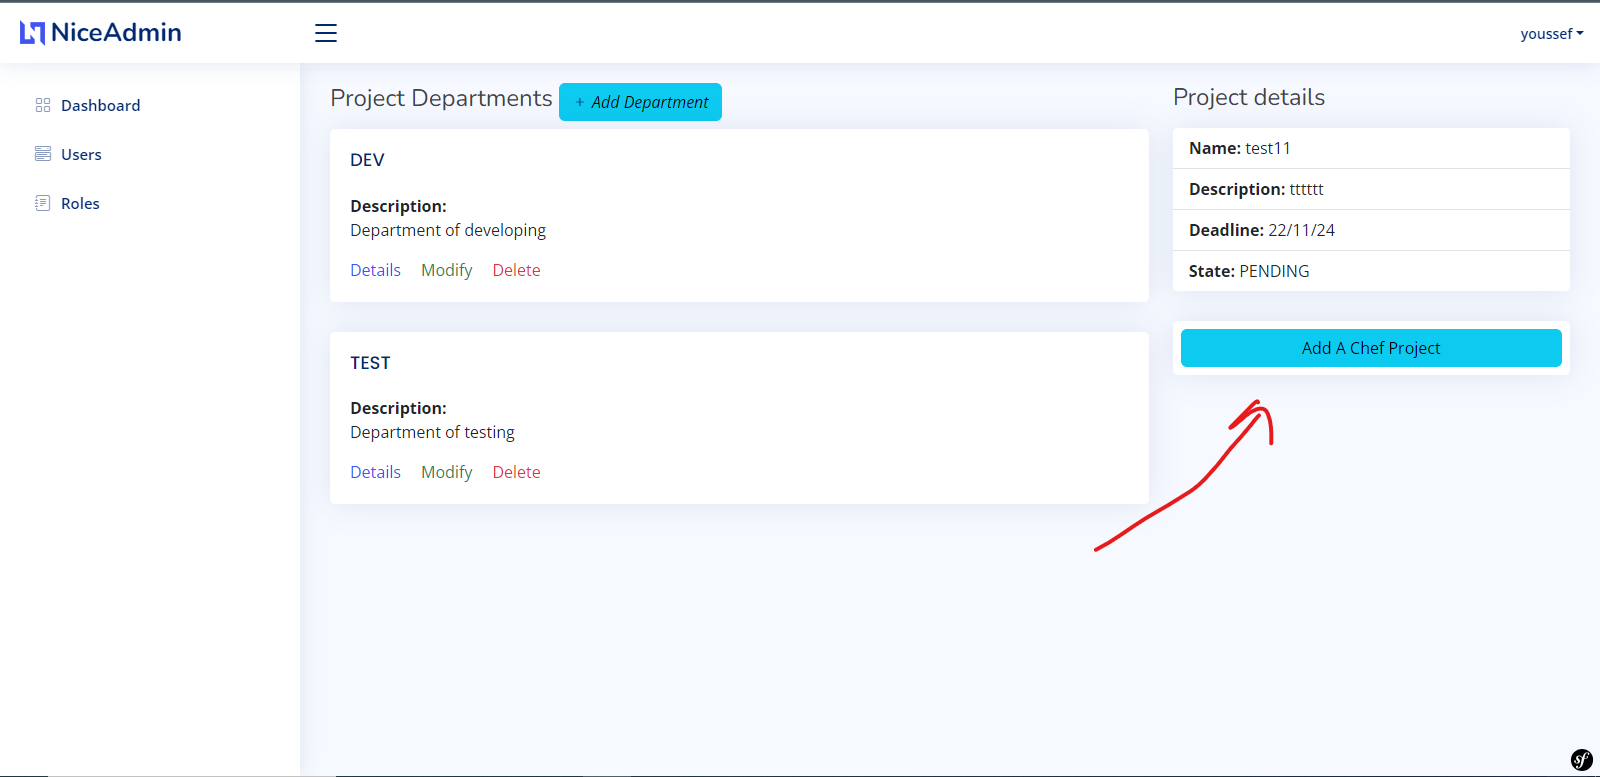 NiceAdmin
youssef
Dashboard
Users
Roles
Project Departments
+ Add Department
DEV
Description:
Department of developing
Details Modify Delete
TEST
Description:
Department of testing
Details Modify Delete
Project details
Name: test11
Description: tttttt
Deadline: 22/11/24
State: PENDING
Add A Chef Project
sf